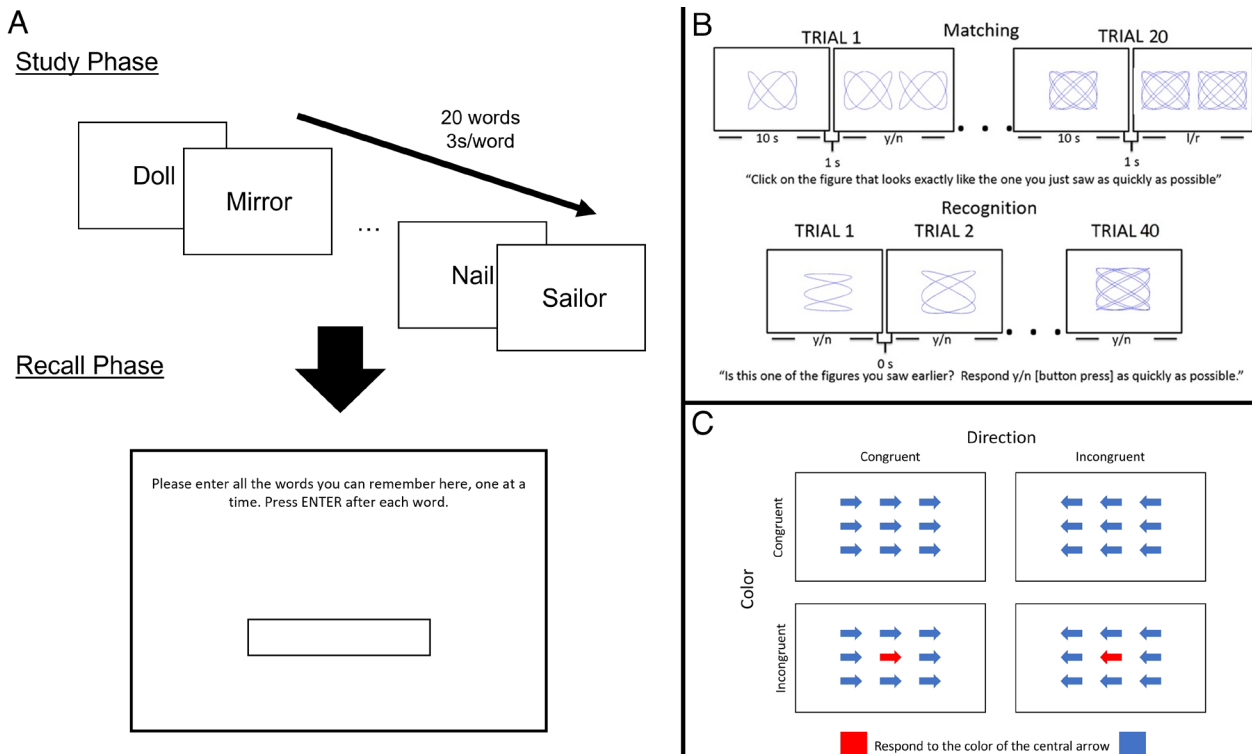 A
Study Phase
20 words
3s/word
Doll
Mirror
...
Nail
Sailor
Recall Phase
Please enter all the words you can remember here, one at a
time. Press ENTER after each word.
B
Matching
TRIAL 1
TRIAL 20
10 s
y/n
10 s
l/r
1 s
1 s
“Click on the figure that looks exactly like the one you just saw as quickly as possible”
Recognition
TRIAL 1
TRIAL 2
TRIAL 40
y/n
y/n
y/n
0 s
“Is this one of the figures you saw earlier? Respond y/n [button press] as quickly as possible.”
C
Direction
Congruent
Incongruent
Color
Congruent
Incongruent
Respond to the color of the central arrow